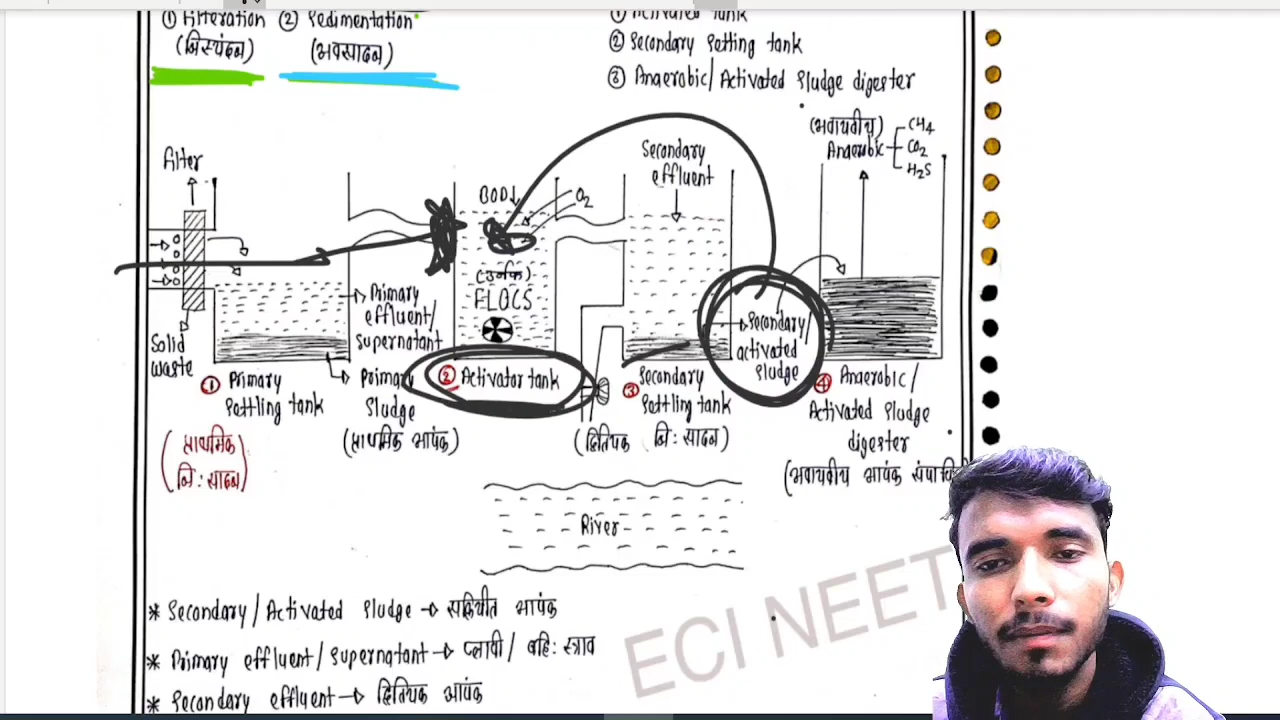 ① Filteration ② Sedimentation
(निस्पंदन) (अवसादन)
① Activated tank
② Secondary Settling tank
③ Anaerobic/Activated Sludge digester
Filter
Solid waste
① Primary Settling tank
(प्राथमिक नि: सादन)
Primary effluent/ Supernatant
Primary Sludge
(प्राथमिक आपंक)
BOD↓
O2
(उर्णक)
FLOCS
② Activator tank
Secondary effluent
③ Secondary Settling tank
(द्वितियक नि: सादन)
Secondary/ activated Sludge
(अवायवीय)
Anaerobic
CH4
CO2
H2S
④ Anaerobic/ Activated Sludge digester
River
* Secondary/Activated Sludge → सक्रियीत आपंक
* Primary effluent/Supernatant → प्लावी/ बहि: स्त्राव
* Secondary effluent → द्वितियक आपंक
ECI NEET